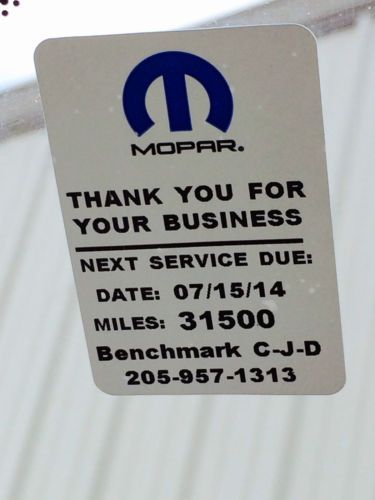 MOPAR.
THANK YOU FOR
YOUR BUSINESS
NEXT SERVICE DUE:
DATE: 07/15/14
MILES: 31500
Benchmark C-J-D
205-957-1313